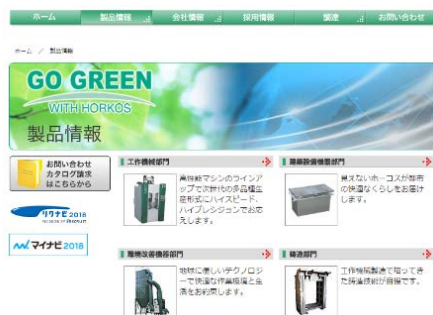 ホーム
製品情報
会社情報
採用情報
調達
お問い合わせ
ホーム / 製品情報
GO GREEN
WITH HORKOS
製品情報
お問い合わせ
カタログ請求
はこちらから
リクナビ2018
マイナビ2018
工作機械部門
高性能マシンのラインア
ップで次世代の多品種生
産形式にハイスピード、
ハイプレシジョンでお応
えします。
建築設備機器部門
見えないホーコスが都市
の快適なくらしをお届け
します。
環境改善機器部門
地球に優しいテクノロジ
ーで快適な作業環境と生
活をお約束します。
鋳造部門
工作機械製造で培ってき
た鋳造技術が自慢です。